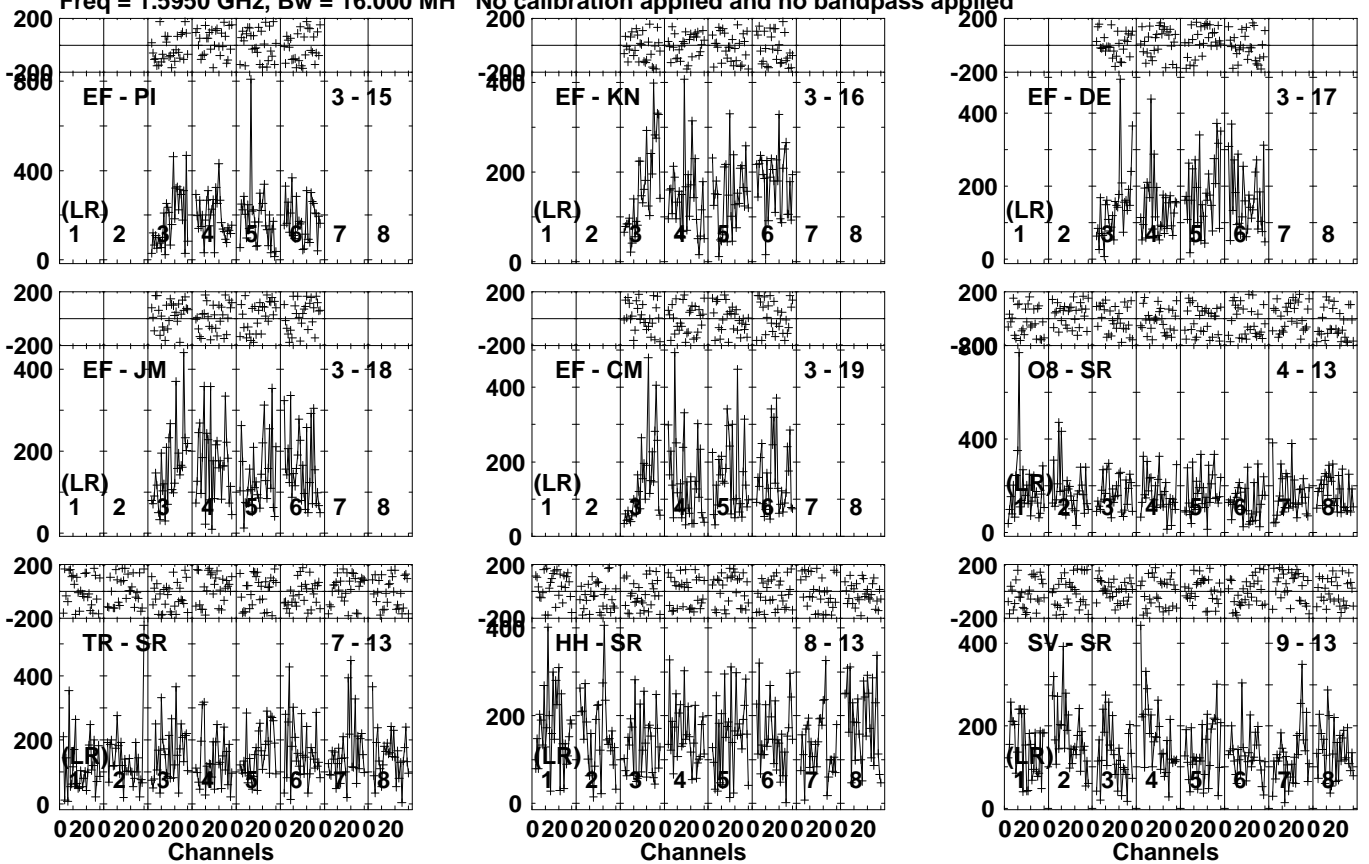 Freq = 1.5950 GHz, Bw = 16.000 MH No calibration applied and no bandpass applied
200 200 200
-200 -200 -200
800 400
EF - PI 3 - 15 EF - KN 3 - 16 EF - DE 3 - 17
400
400 200 200
200
(LR) (LR) (LR)
1 2 3 4 5 6 7 8 1 2 3 4 5 6 7 8 1 2 3 4 5 6 7 8
0 0 0
200 200 200
-200 -200 -200
800
EF - JM 3 - 18 EF - CM 3 - 19 O8 - SR 4 - 13
400 400
400
200 200
(LR) (LR) (LR)
1 2 3 4 5 6 7 8 1 2 3 4 5 6 7 8 1 2 3 4 5 6 7 8
0 0 0
200 200 200
-200 -200 -200
400
TR - SR 7 - 13 HH - SR 8 - 13 SV - SR 9 - 13
400 400
200 200 200
(LR) (LR) (LR)
1 2 3 4 5 6 7 8 1 2 3 4 5 6 7 8 1 2 3 4 5 6 7 8
0 0 0
0 20 0 20 0 20 0 20 0 20 0 20 0 20 0 20 0 20 0 20 0 20 0 20 0 20 0 20 0 20 0 20 0 20 0 20 0 20 0 20 0 20 0 20 0 20 0 20
Channels Channels Channels